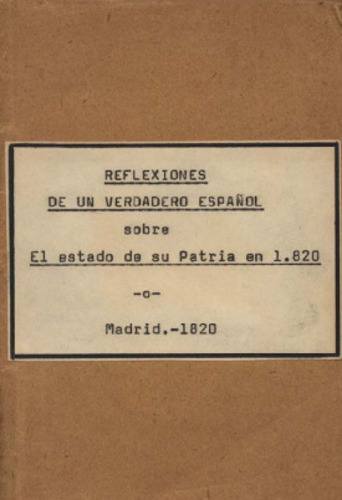 REFLEXIONES
DE UN VERDADERO ESPAÑOL
sobre
El estado de su Patria en 1.820
-o-
Madrid.-1820